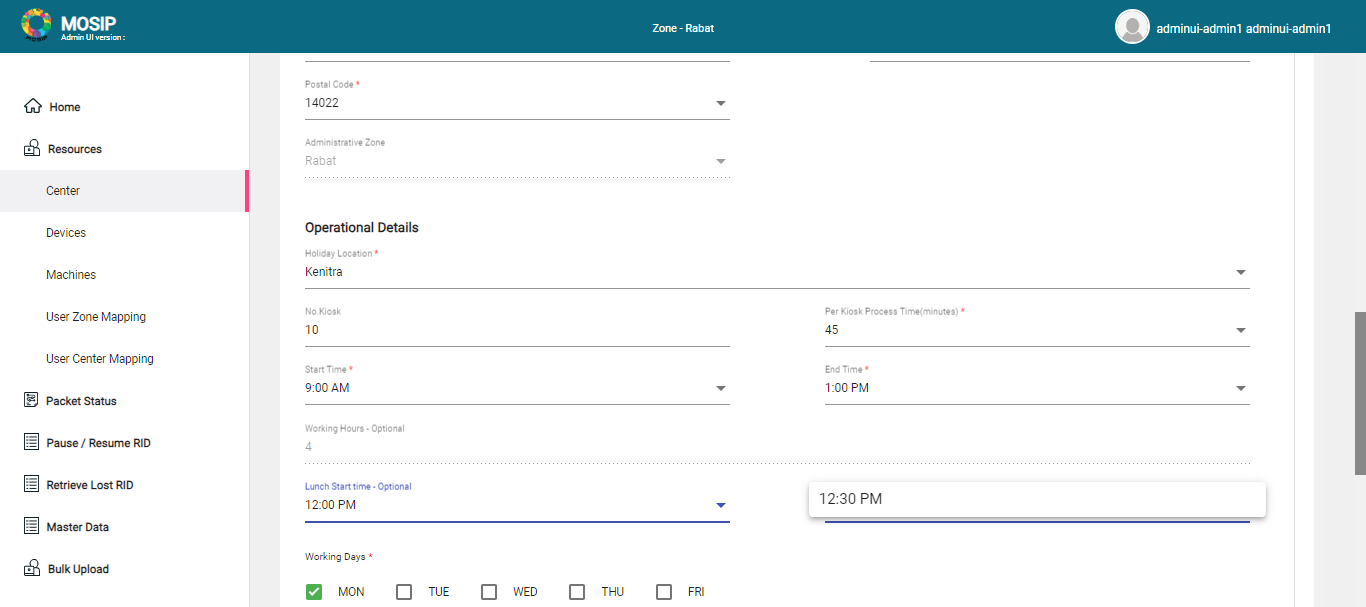 MOSIP
Admin UI version :
Zone - Rabat
adminui-admin1 adminui-admin1
Home
Resources
Center
Devices
Machines
User Zone Mapping
User Center Mapping
Packet Status
Pause / Resume RID
Retrieve Lost RID
Master Data
Bulk Upload
Postal Code *
14022
Administrative Zone
Rabat
Operational Details
Holiday Location *
Kenitra
No.Kiosk
10
Per Kiosk Process Time(minutes) *
45
Start Time *
9:00 AM
End Time *
1:00 PM
Working Hours - Optional
4
Lunch Start time - Optional
12:00 PM
12:30 PM
Working Days *
MON TUE WED THU FRI